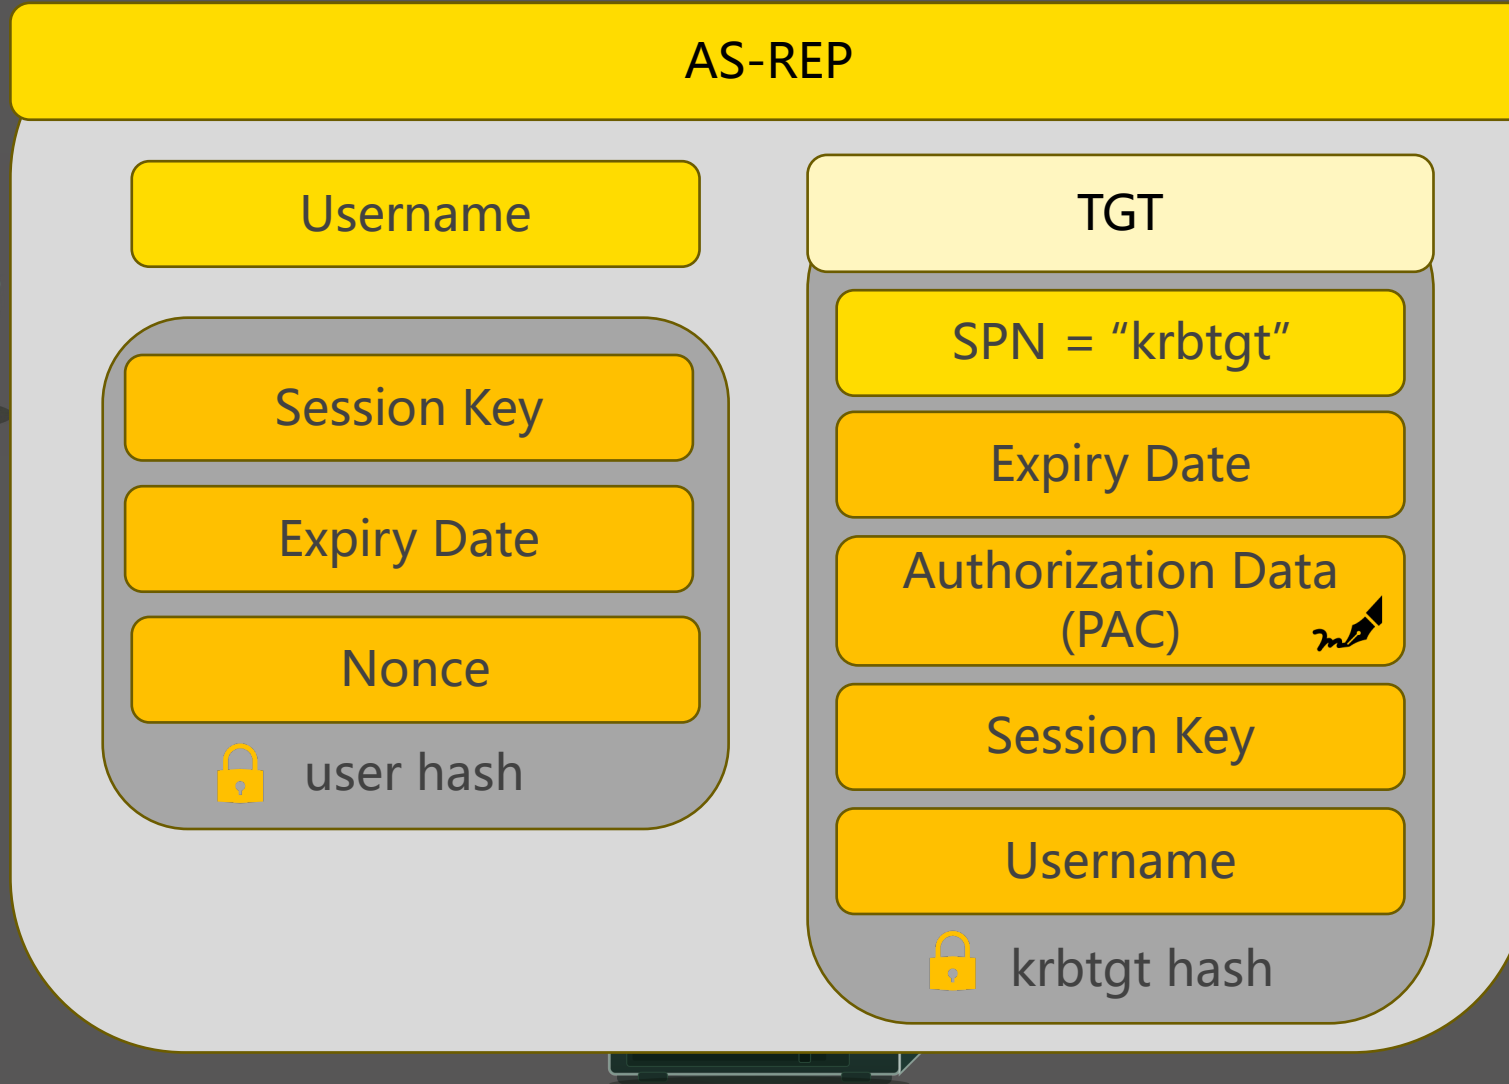 AS-REP
Username
Session Key
Expiry Date
Nonce
user hash
TGT
SPN = “krbtgt”
Expiry Date
Authorization Data
(PAC)
Session Key
Username
krbtgt hash